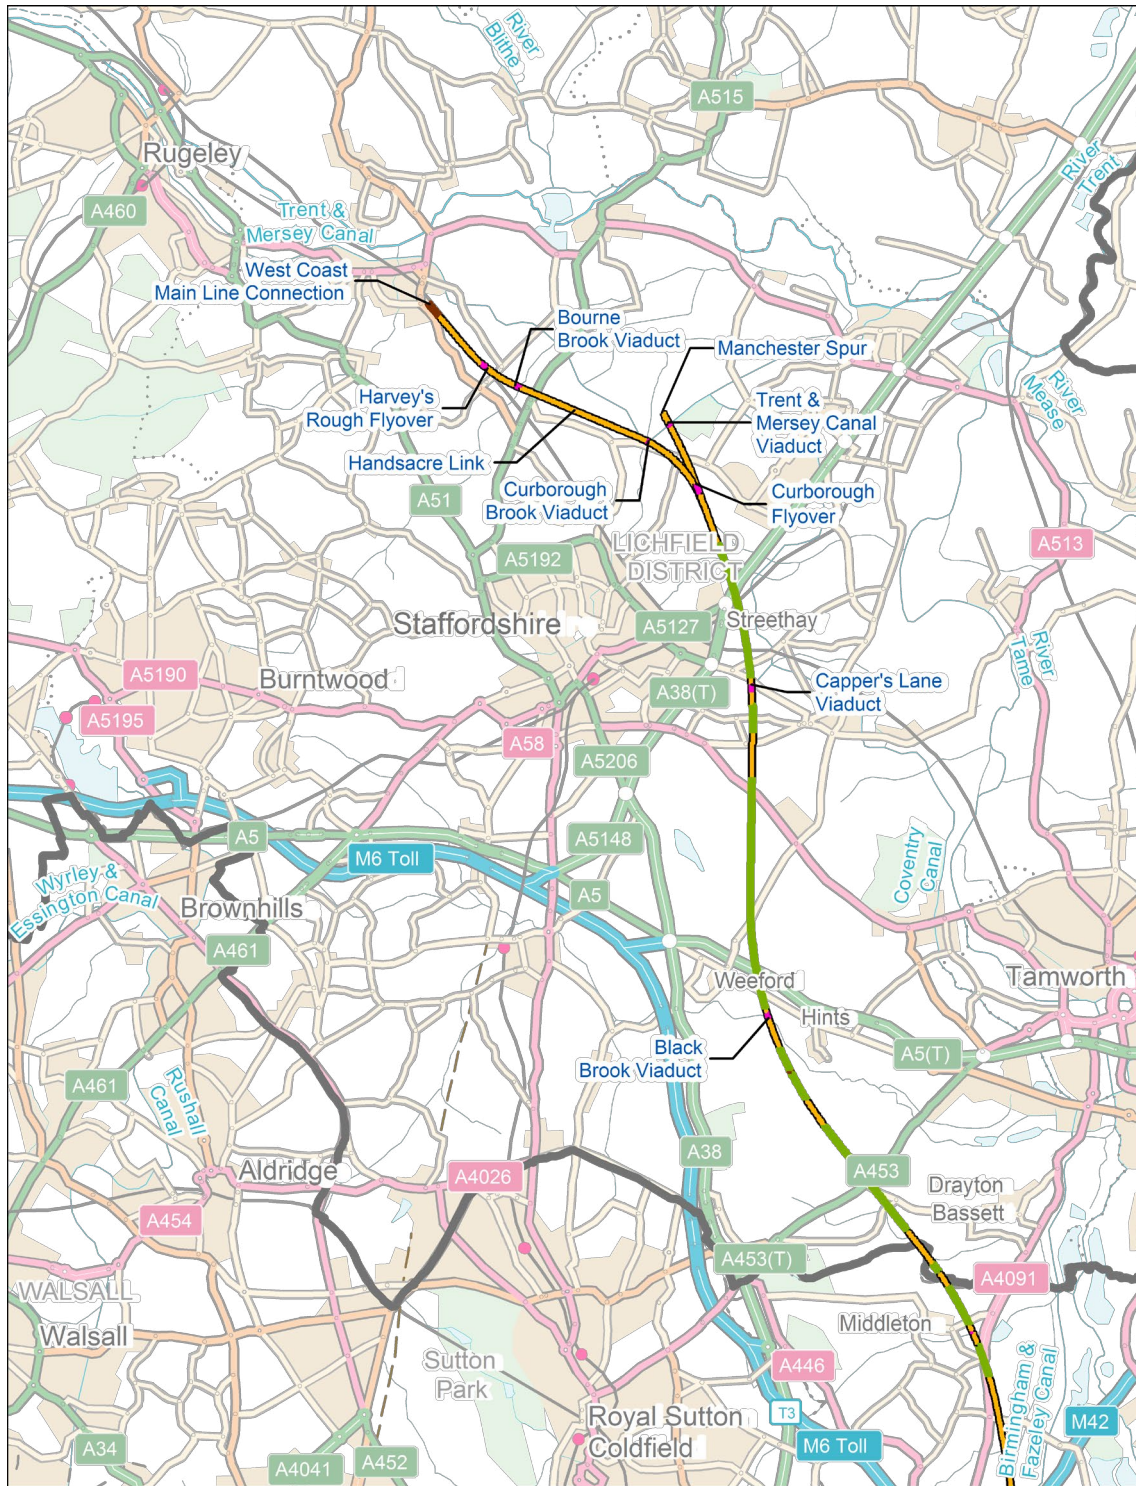 River
Blithe
A515
Rugeley
River
Trent
A460
Trent &
Mersey Canal
West Coast
Main Line Connection
Bourne
Brook Viaduct
Manchester Spur
Harvey's
Rough Flyover
Trent &
Mersey Canal
Viaduct
River
Mease
Handsacre Link
Curborough
Brook Viaduct
Curborough
Flyover
A51
A513
LICHFIELD
DISTRICT
A5192
Staffordshire
A5127
Streethay
River
Tame
A5190
Burntwood
A38(T)
Capper's Lane
Viaduct
A5195
A58
A5206
A5
A5148
M6 Toll
Wyrley &
Essington Canal
A5
Coventry
Canal
Brownhills
A461
Weeford
Tamworth
Hints
Black
Brook Viaduct
A5(T)
A461
Rushall
Canal
A38
Aldridge
A4026
A453
Drayton
Bassett
A454
A453(T)
A4091
WALSALL
Walsall
Middleton
Sutton
Park
A446
Birmingham &
Fazeley Canal
Royal Sutton
Coldfield
T3
M42
A34
A4041
A452
M6 Toll